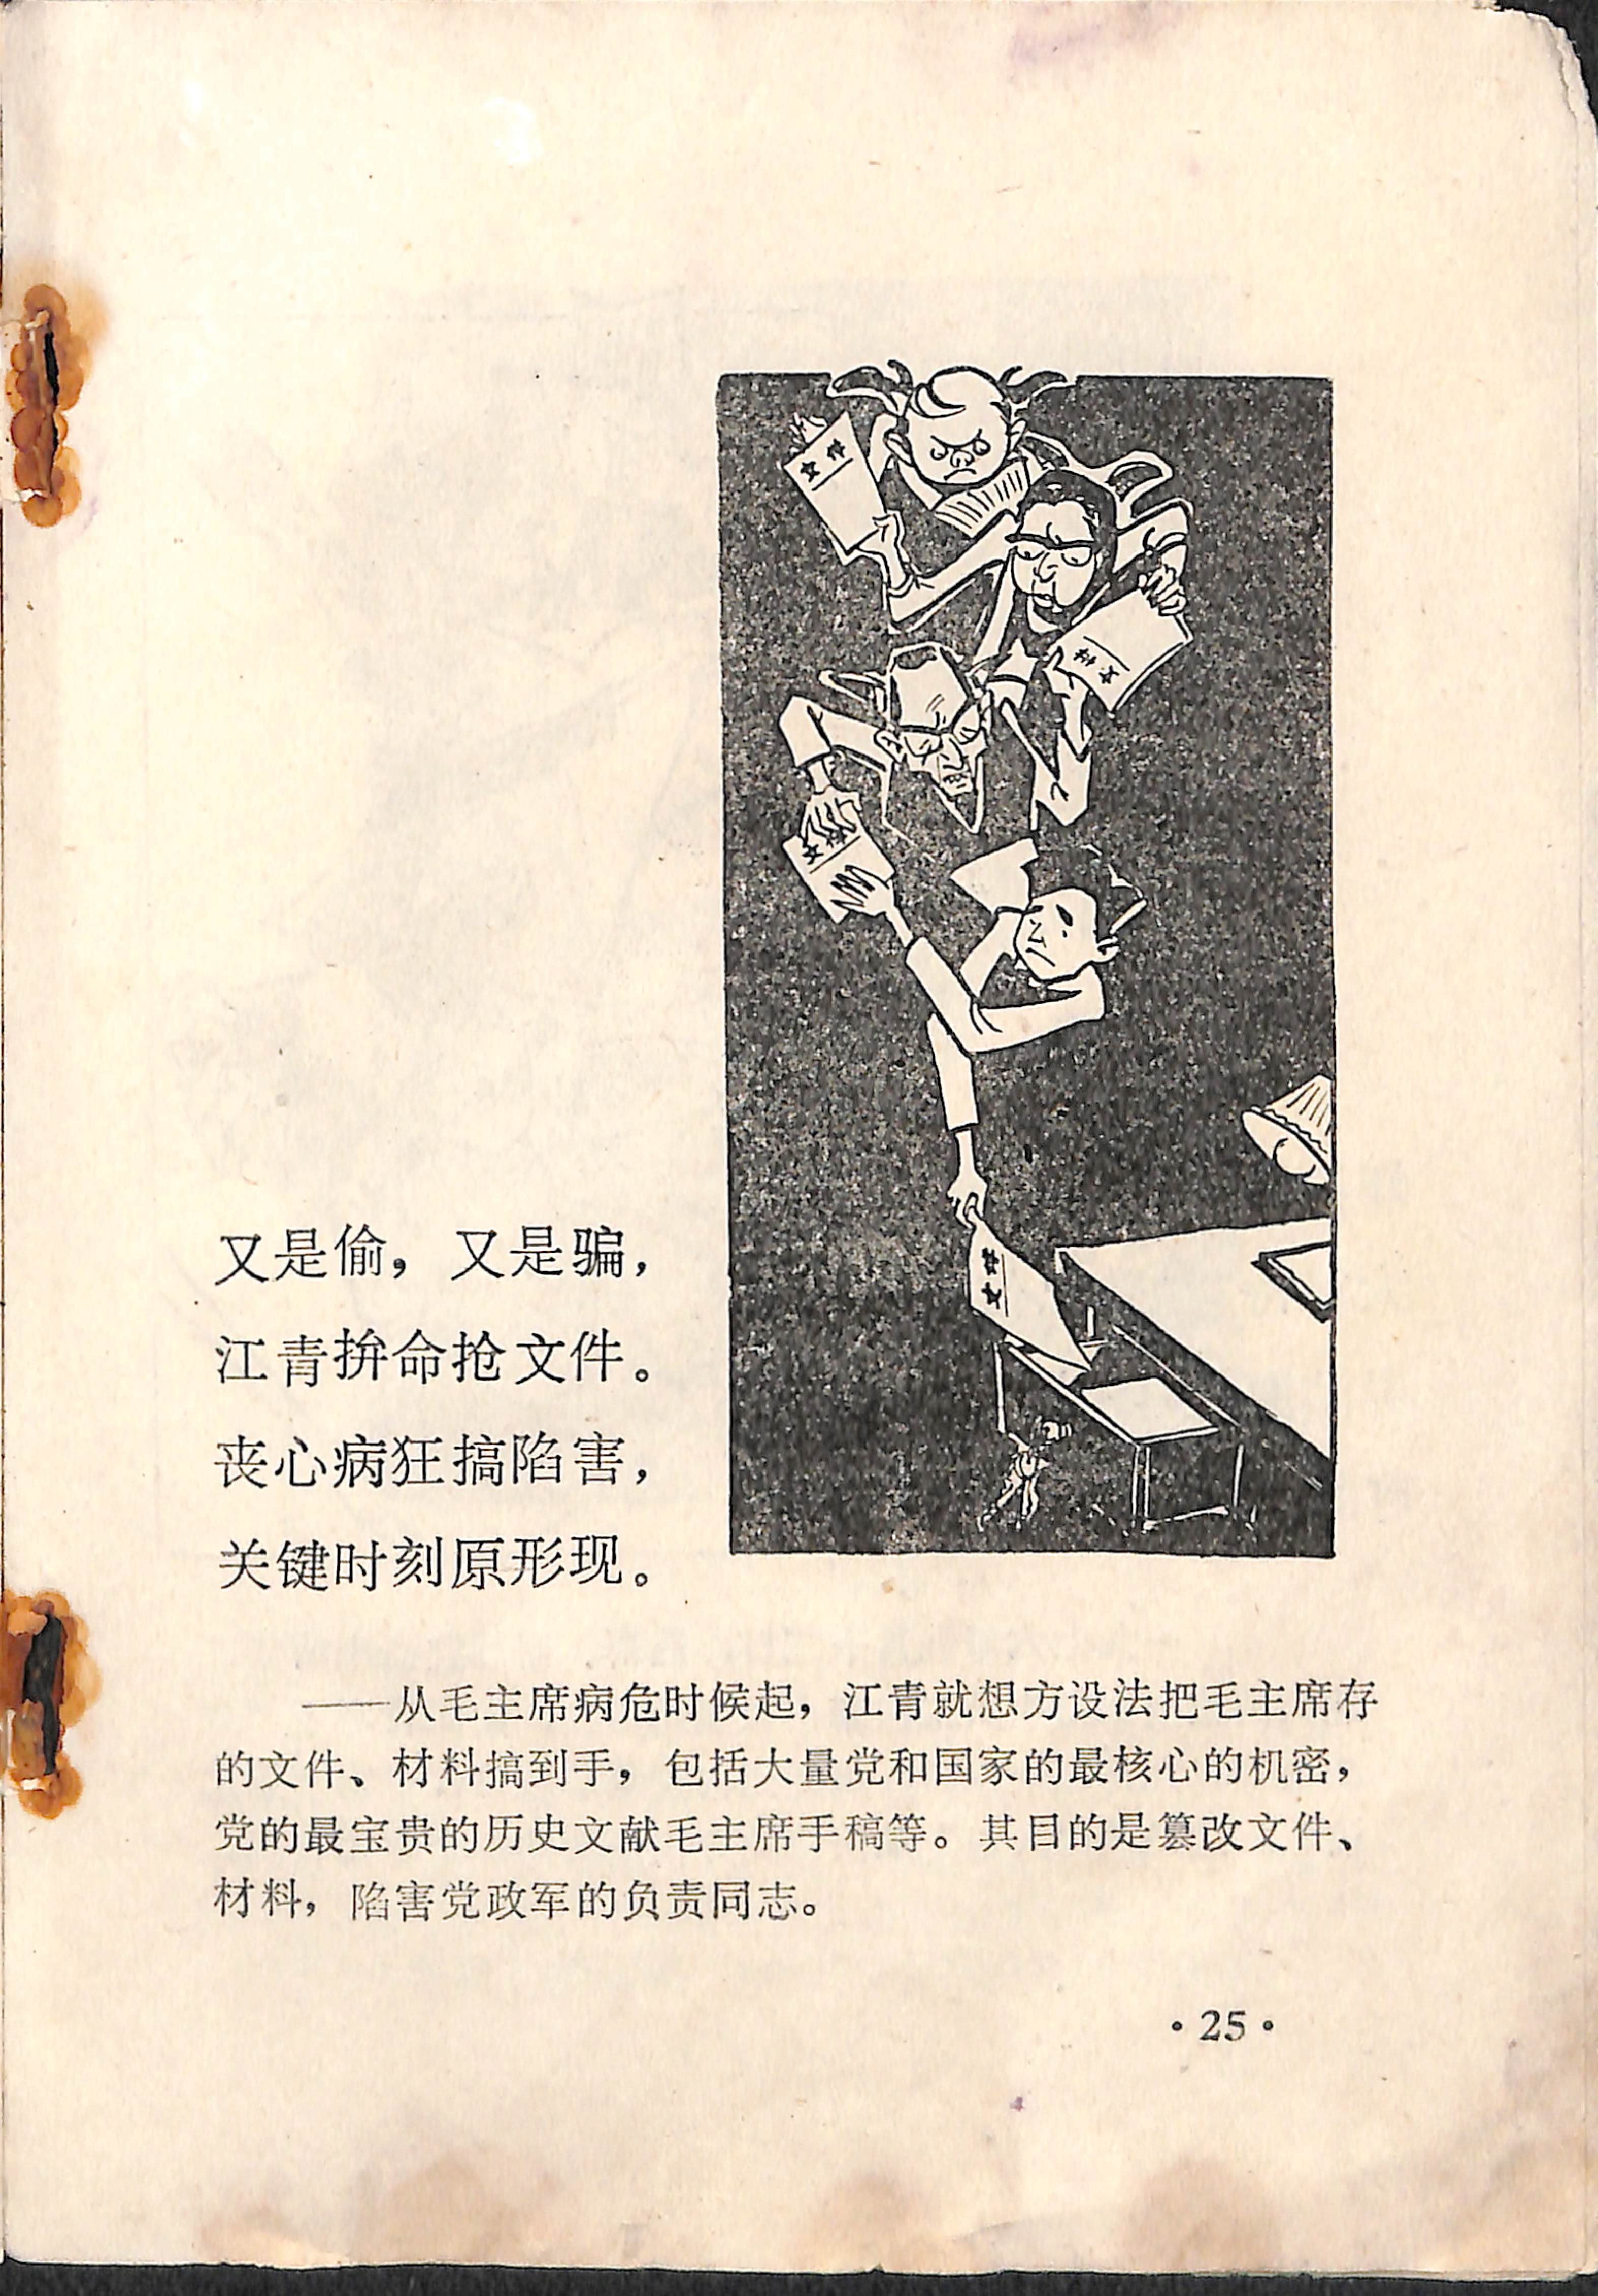 文件
文件
文件
文件
又是偷，又是骗，
江青拚命抢文件。
丧心病狂搞陷害，
关键时刻原形现。
——从毛主席病危时候起，江青就想方设法把毛主席存
的文件、材料搞到手，包括大量党和国家的最核心的机密，
党的最宝贵的历史文献毛主席手稿等。其目的是篡改文件、
材料，陷害党政军的负责同志。
·25·